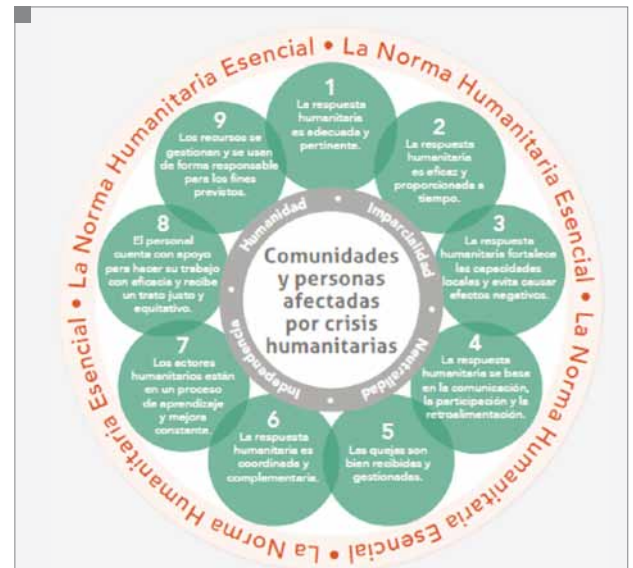 La Norma Humanitaria Esencial • La Norma Humanitaria Esencial • La Norma Humanitaria Esencial • La Norma Humanitaria Esencial •
1
La respuesta
humanitaria
es adecuada y
pertinente.
2
La respuesta
humanitaria
es eficaz y
proporcionada a
tiempo.
3
La respuesta
humanitaria fortalece
las capacidades
locales y evita causar
efectos negativos.
4
La respuesta
humanitaria se basa
en la comunicación,
la participación y la
retroalimentación.
5
Las quejas son
bien recibidas y
gestionadas.
6
La respuesta
humanitaria es
coordinada y
complementaria.
7
Los actores
humanitarios están
en un proceso
de aprendizaje
y mejora
constante.
8
El personal
cuenta con apoyo
para hacer su trabajo
con eficacia y recibe
un trato justo y
equitativo.
9
Los recursos se
gestionan y se usan
de forma responsable
para los fines
previstos.
Humanidad • Imparcialidad • Neutralidad • Independencia •
Comunidades
y personas
afectadas
por crisis
humanitarias